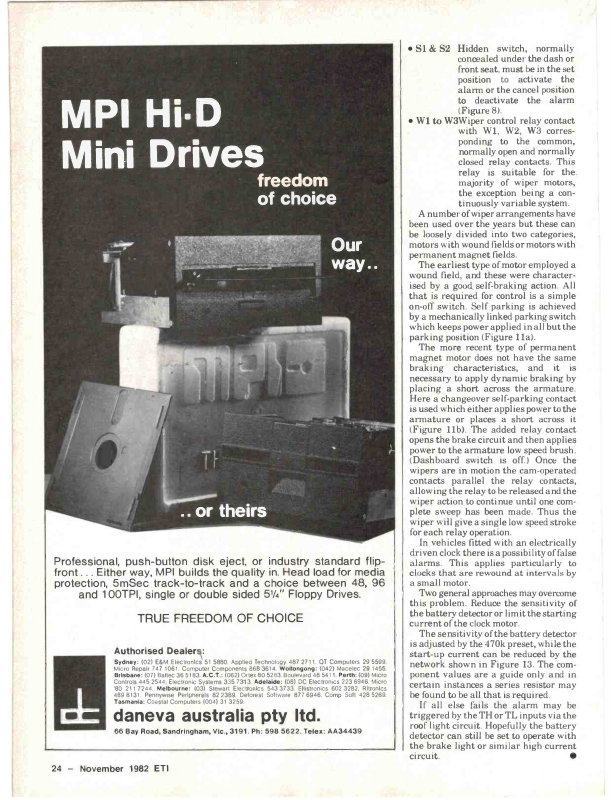 MPI Hi-D
Mini Drives
freedom
of choice
Our
way..
.. or theirs
Professional, push-button disk eject, or industry standard flip-
front . . . Either way, MPI builds the quality in. Head load for media
protection, 5mSec track-to-track and a choice between 48, 96
and 100TPI, single or double sided 5¼" Floppy Drives.
TRUE FREEDOM OF CHOICE
Authorised Dealers:
Sydney: (02) E&M Electronics 51 5880, Applied Technology 487 2711, QT Computers 29 5599,
Micro Repair 747 1061, Computer Components 868 3614. Wollongong: (042) Macelec 29 1455.
Brisbane: (07) Baltec 36 5183. A.C.T.: (062) Ortex 80 5283, Boulevard 48 5411. Perth: (09) Micro
Controls 445 2544, Electronic Systems 335 7313. Adelaide: (08) DC Electronics 223 6946, Micro
'80 211 7244. Melbourne: (03) Stewart Electronics 543 3733, Ellistronics 602 3282, Ritronics
489 8131, Pennywise Peripherals 82 2389, Deforest Software 877 6946, Comp Soft 428 5269.
Tasmania: Coastal Computers (004) 31 3259.
daneva australia pty ltd.
66 Bay Road, Sandringham, Vic., 3191. Ph: 598 5622. Telex: AA34439
24 – November 1982 ETI
• S1 & S2 Hidden switch, normally
concealed under the dash or
front seat, must be in the set
position to activate the
alarm or the cancel position
to deactivate the alarm
(Figure 8).
• W1 to W3Wiper control relay contact
with W1, W2, W3 corres-
ponding to the common,
normally open and normally
closed relay contacts. This
relay is suitable for the
majority of wiper motors,
the exception being a con-
tinuously variable system.
A number of wiper arrangements have
been used over the years but these can
be loosely divided into two categories,
motors with wound fields or motors with
permanent magnet fields.
The earliest type of motor employed a
wound field, and these were character-
ised by a good self-braking action. All
that is required for control is a simple
on-off switch. Self parking is achieved
by a mechanically linked parking switch
which keeps power applied in all but the
parking position (Figure 11a).
The more recent type of permanent
magnet motor does not have the same
braking characteristics, and it is
necessary to apply dynamic braking by
placing a short across the armature.
Here a changeover self-parking contact
is used which either applies power to the
armature or places a short across it
(Figure 11b). The added relay contact
opens the brake circuit and then applies
power to the armature low speed brush.
(Dashboard switch is off.) Once the
wipers are in motion the cam-operated
contacts parallel the relay contacts,
allowing the relay to be released and the
wiper action to continue until one com-
plete sweep has been made. Thus the
wiper will give a single low speed stroke
for each relay operation.
In vehicles fitted with an electrically
driven clock there is a possibility of false
alarms. This applies particularly to
clocks that are rewound at intervals by
a small motor.
Two general approaches may overcome
this problem. Reduce the sensitivity of
the battery detector or limit the starting
current of the clock motor.
The sensitivity of the battery detector
is adjusted by the 470k preset, while the
start-up current can be reduced by the
network shown in Figure 13. The com-
ponent values are a guide only and in
certain instances a series resistor may
be found to be all that is required.
If all else fails the alarm may be
triggered by the TH or TL inputs via the
roof light circuit. Hopefully the battery
detector can still be set to operate with
the brake light or similar high current
circuit.